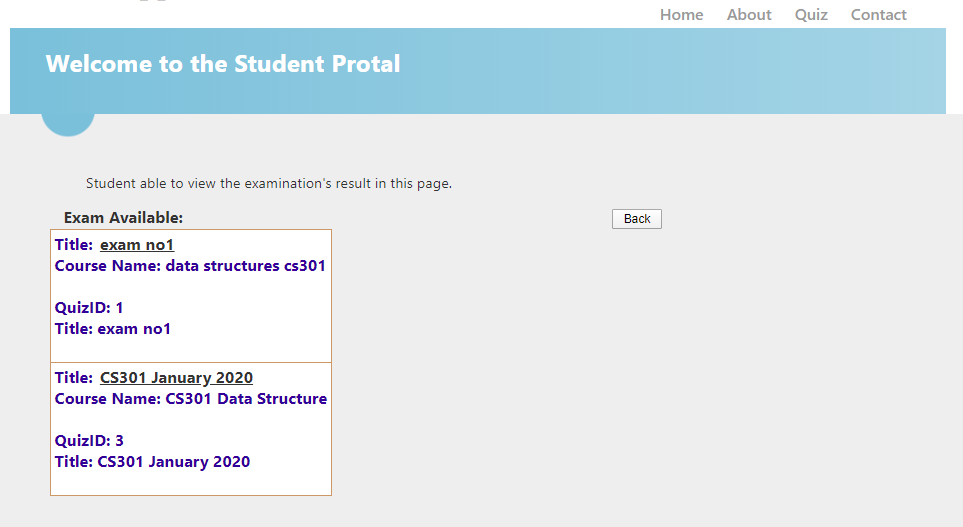 Home About Quiz Contact
Welcome to the Student Protal
Student able to view the examination's result in this page.
Exam Available:
Back
Title: exam no1
Course Name: data structures cs301
QuizID: 1
Title: exam no1
Title: CS301 January 2020
Course Name: CS301 Data Structure
QuizID: 3
Title: CS301 January 2020